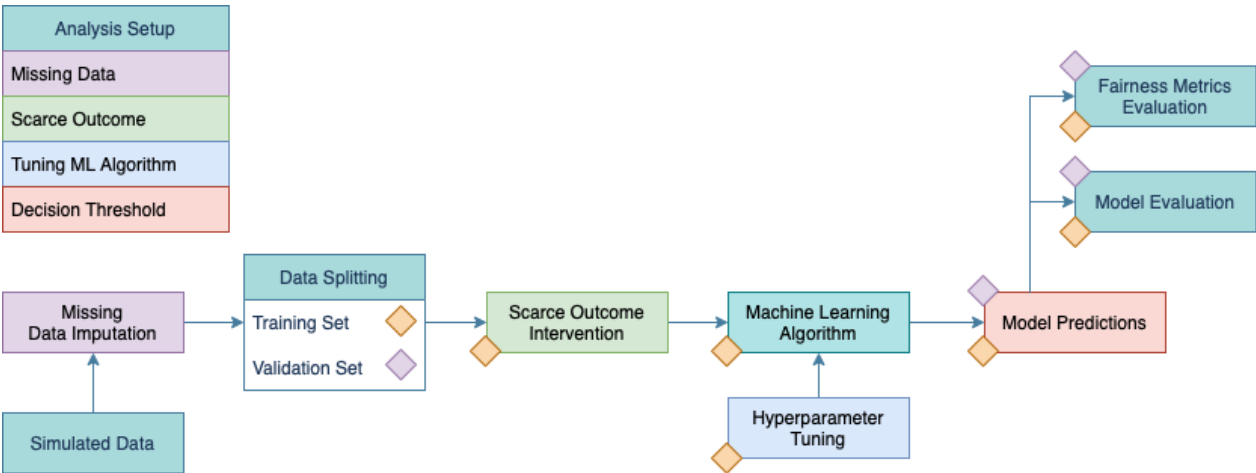 Analysis Setup
Missing Data
Scarce Outcome
Tuning ML Algorithm
Decision Threshold
Fairness Metrics
Evaluation
Model Evaluation
Data Splitting
Training Set
Validation Set
Missing
Data Imputation
Scarce Outcome
Intervention
Machine Learning
Algorithm
Model Predictions
Simulated Data
Hyperparameter
Tuning